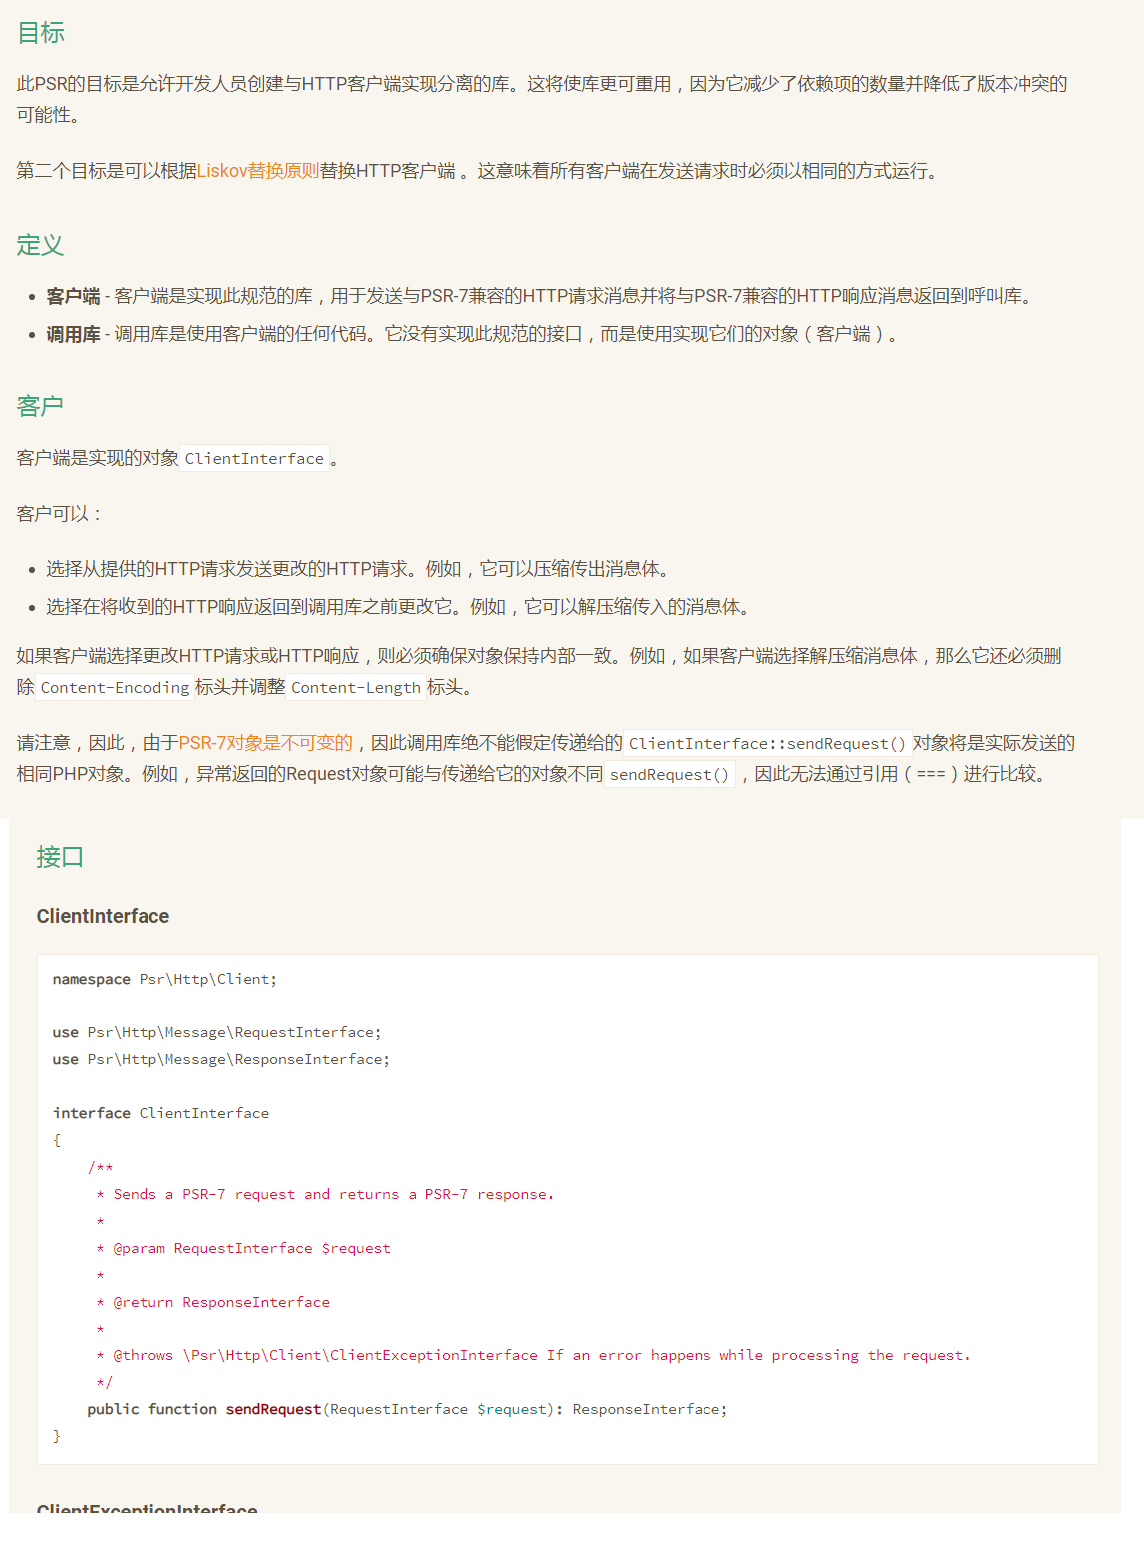 目标
此PSR的目标是允许开发人员创建与HTTP客户端实现分离的库。这将使库更可重用，因为它减少了依赖项的数量并降低了版本冲突的
可能性。
第二个目标是可以根据Liskov替换原则替换HTTP客户端 。这意味着所有客户端在发送请求时必须以相同的方式运行。
定义
• 客户端 - 客户端是实现此规范的库，用于发送与PSR-7兼容的HTTP请求消息并将与PSR-7兼容的HTTP响应消息返回到呼叫库。
• 调用库 - 调用库是使用客户端的任何代码。它没有实现此规范的接口，而是使用实现它们的对象（客户端）。
客户
客户端是实现的对象 ClientInterface 。
客户可以：
• 选择从提供的HTTP请求发送更改的HTTP请求。例如，它可以压缩传出消息体。
• 选择在将收到的HTTP响应返回到调用库之前更改它。例如，它可以解压缩传入的消息体。
如果客户端选择更改HTTP请求或HTTP响应，则必须确保对象保持内部一致。例如，如果客户端选择解压缩消息体，那么它还必须删
除 Content-Encoding 标头并调整 Content-Length 标头。
请注意，因此，由于PSR-7对象是不可变的，因此调用库绝不能假定传递给的 ClientInterface::sendRequest() 对象将是实际发送的
相同PHP对象。例如，异常返回的Request对象可能与传递给它的对象不同 sendRequest() ，因此无法通过引用（===）进行比较。
接口
ClientInterface
namespace Psr\Http\Client;
use Psr\Http\Message\RequestInterface;
use Psr\Http\Message\ResponseInterface;
interface ClientInterface
{
    /**
     * Sends a PSR-7 request and returns a PSR-7 response.
     *
     * @param RequestInterface $request
     *
     * @return ResponseInterface
     *
     * @throws \Psr\Http\Client\ClientExceptionInterface If an error happens while processing the request.
     */
    public function sendRequest(RequestInterface $request): ResponseInterface;
}
ClientExceptionInterface